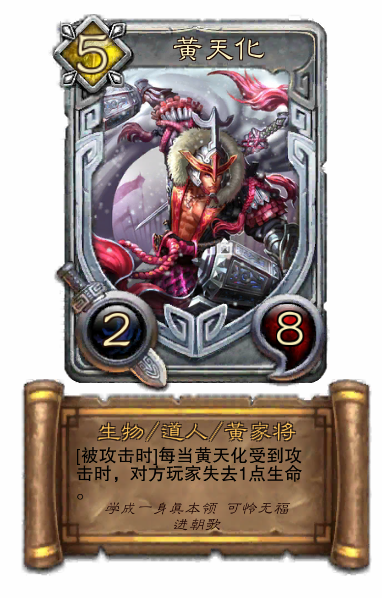 5
黄天化
2
8
生物/道人/黃家将
[被攻击时]每当黄天化受到攻
击时，对方玩家失去1点生命
。
学成一身真本领 可怜无福
进朝歌